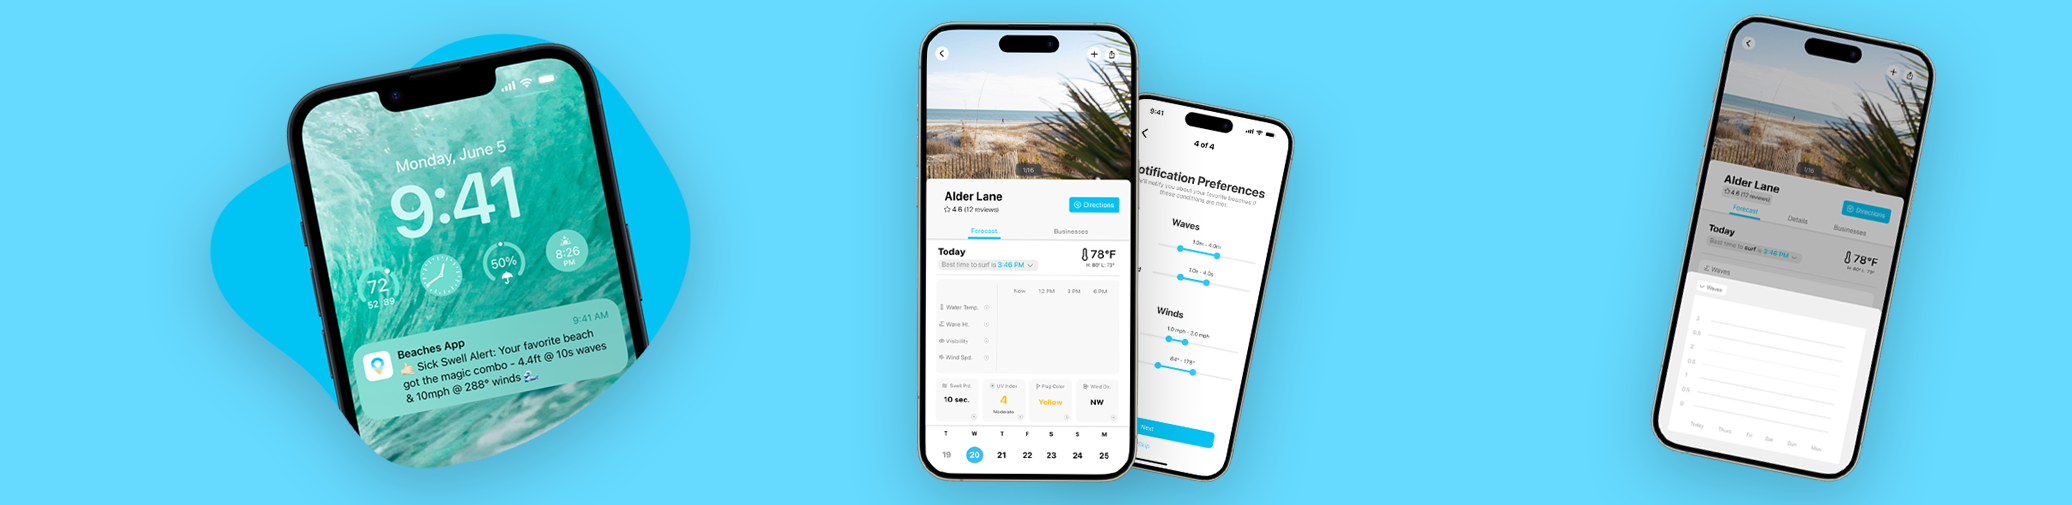 Monday, June 5
9:41
72
52 89
50%
8:26
PM
9:41 AM
Beaches App
🤙🏻 Sick Swell Alert: Your favorite beach
got the magic combo - 4.4ft @ 10s waves
& 10mph @ 288° winds 🌊
1/16
Alder Lane
4.6 (12 reviews)
Directions
Forecast
Businesses
Today
Best time to surf is 3:46 PM
78°F
H: 80° L: 73°
Now 12 PM 3 PM 6 PM
Water Temp.
Wave Ht.
Visibility
Wind Spd.
Swell Prd.
10 sec.
UV Index
4
Moderate
Flag Color
Yellow
Wind Dir.
NW
T W T F S S M
19 20 21 22 23 24 25
9:41
4 of 4
otification Preferences
'll notify you about your favorite beaches if
these conditions are met.
Waves
1.0m - 4.0m
1.0s - 4.0s
Winds
1.0 mph - 2.0 mph
84° - 178°
Next
1/16
Alder Lane
4.6 (12 reviews)
Directions
Forecast
Details
Businesses
Today
Best time to surf is 3:46 PM
78°F
H: 80° L: 73°
Waves
Waves
2
1
0.5
0
Today Thurs Fri Sat Sun Mon